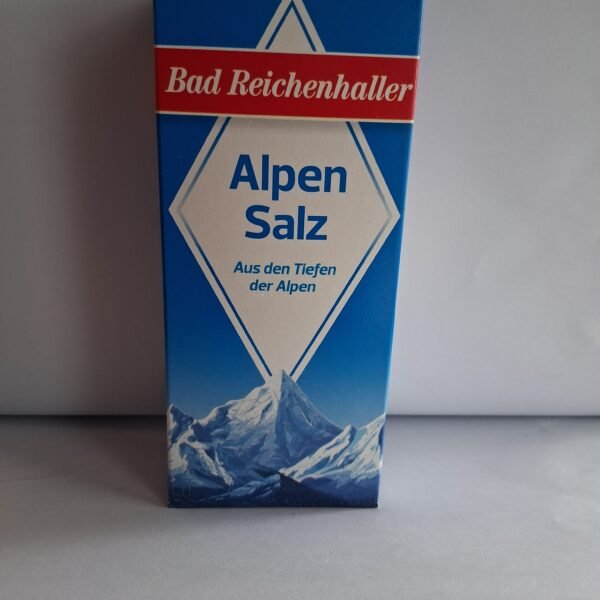 Bad Reichenhaller
Alpen
Salz
Aus den Tiefen
der Alpen